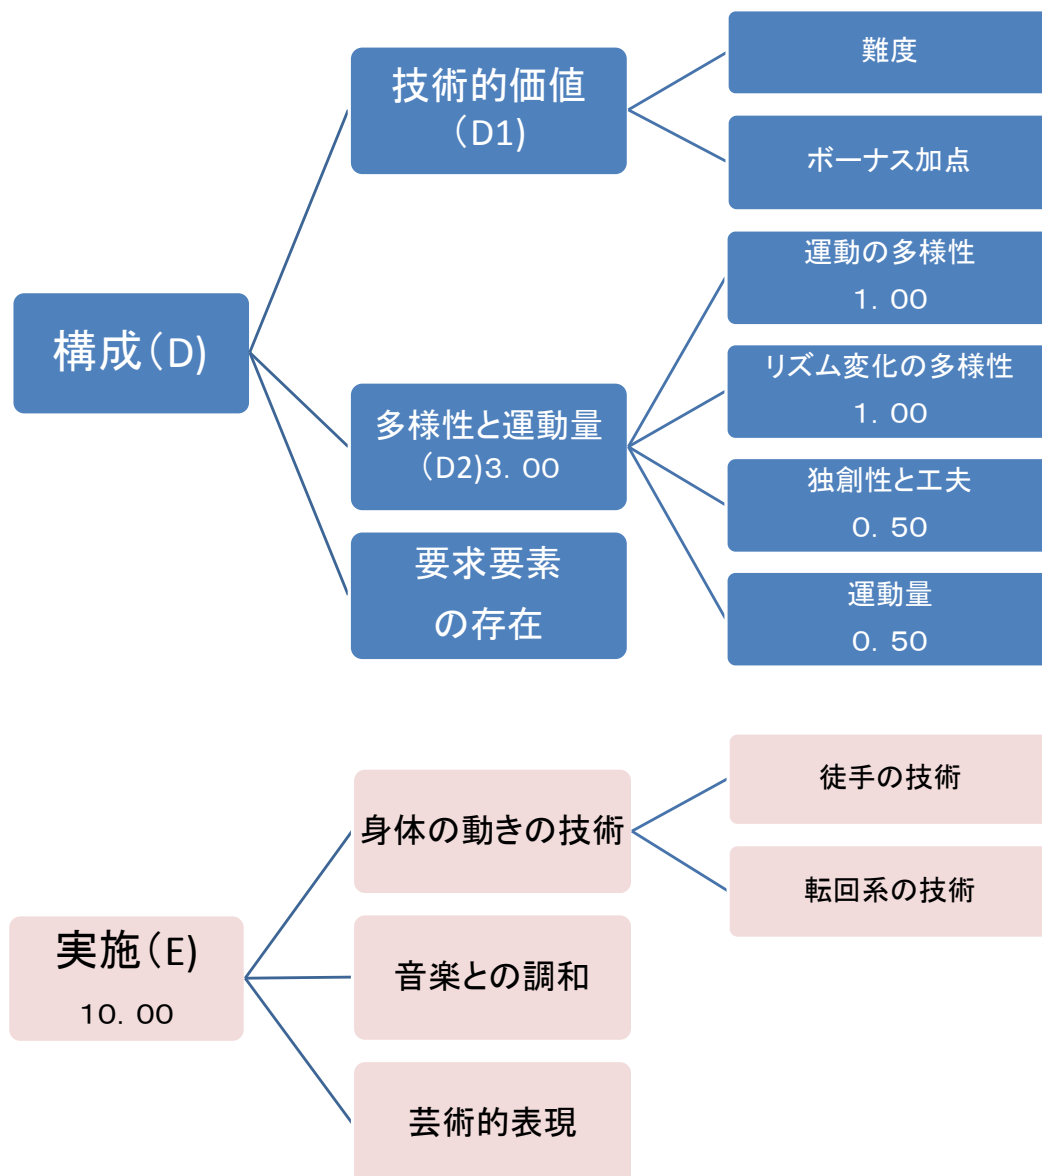 難度
技術的価値
（D1)
ボーナス加点
運動の多様性
１．００
構成（D)
リズム変化の多様性
１．００
多様性と運動量
（D2)３．００
独創性と工夫
０．５０
要求要素
の存在
運動量
０．５０
徒手の技術
身体の動きの技術
転回系の技術
実施（E)
１０．００
音楽との調和
芸術的表現